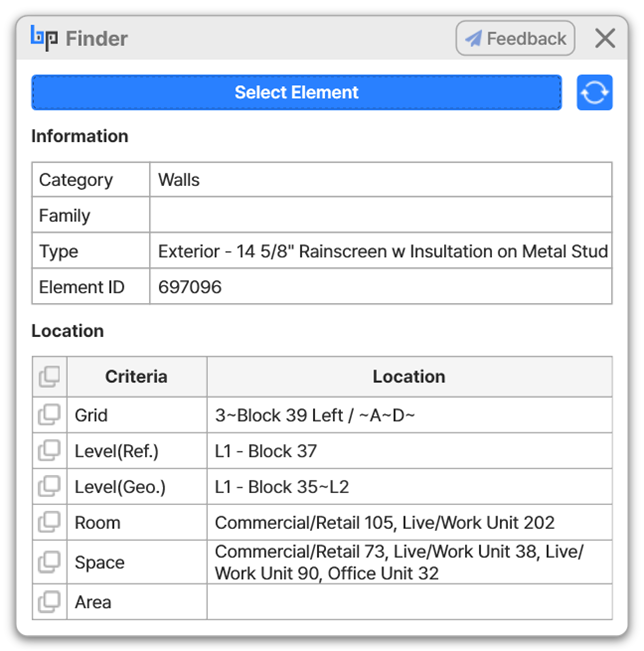 bp Finder
Feedback
Select Element
Information
Category Walls
Family
Type Exterior - 14 5/8" Rainscreen w Insultation on Metal Stud
Element ID 697096
Location
Criteria Location
Grid 3~Block 39 Left / ~A~D~
Level(Ref.) L1 - Block 37
Level(Geo.) L1 - Block 35~L2
Room Commercial/Retail 105, Live/Work Unit 202
Space Commercial/Retail 73, Live/Work Unit 38, Live/
Work Unit 90, Office Unit 32
Area